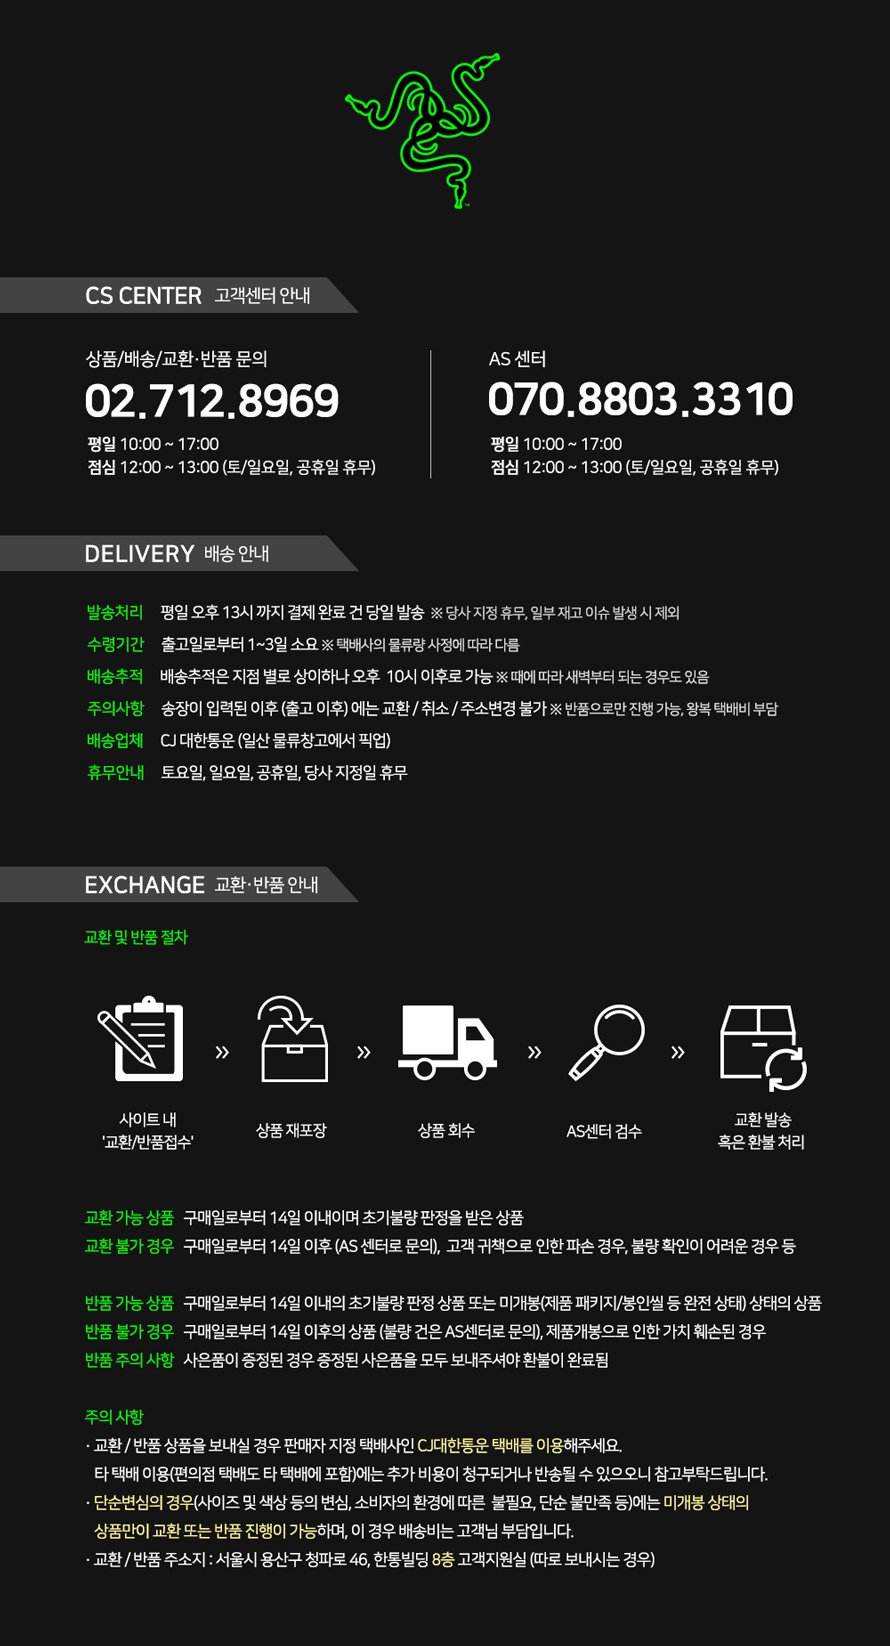 CS CENTER 고객센터 안내
상품/배송/교환·반품 문의
02.712.8969
평일 10:00 ~ 17:00
점심 12:00 ~ 13:00 (토/일요일, 공휴일 휴무)
AS 센터
070.8803.3310
평일 10:00 ~ 17:00
점심 12:00 ~ 13:00 (토/일요일, 공휴일 휴무)
DELIVERY 배송 안내
발송처리 평일 오후 13시 까지 결제 완료 건 당일 발송 ※ 당사 지정 휴무, 일부 재고 이슈 발생 시 제외
수령기간 출고일로부터 1~3일 소요 ※ 택배사의 물류량 사정에 따라 다름
배송추적 배송추적은 지점 별로 상이하나 오후 10시 이후로 가능 ※ 때에 따라 새벽부터 되는 경우도 있음
주의사항 송장이 입력된 이후 (출고 이후) 에는 교환 / 취소 / 주소변경 불가 ※ 반품으로만 진행 가능, 왕복 택배비 부담
배송업체 CJ 대한통운 (일산 물류창고에서 픽업)
휴무안내 토요일, 일요일, 공휴일, 당사 지정일 휴무
EXCHANGE 교환·반품 안내
교환 및 반품 절차
» » » »
사이트 내
'교환/반품접수'
상품 재포장
상품 회수
AS센터 검수
교환 발송
혹은 환불 처리
교환 가능 상품 구매일로부터 14일 이내이며 초기불량 판정을 받은 상품
교환 불가 경우 구매일로부터 14일 이후 (AS 센터로 문의), 고객 귀책으로 인한 파손 경우, 불량 확인이 어려운 경우 등
반품 가능 상품 구매일로부터 14일 이내의 초기불량 판정 상품 또는 미개봉(제품 패키지/봉인씰 등 완전 상태) 상태의 상품
반품 불가 경우 구매일로부터 14일 이후의 상품 (불량 건은 AS센터로 문의), 제품개봉으로 인한 가치 훼손된 경우
반품 주의 사항 사은품이 증정된 경우 증정된 사은품을 모두 보내주셔야 환불이 완료됨
주의 사항
· 교환 / 반품 상품을 보내실 경우 판매자 지정 택배사인 CJ대한통운 택배를 이용해주세요.
타 택배 이용(편의점 택배도 타 택배에 포함)에는 추가 비용이 청구되거나 반송될 수 있으오니 참고부탁드립니다.
· 단순변심의 경우(사이즈 및 색상 등의 변심, 소비자의 환경에 따른 불필요, 단순 불만족 등)에는 미개봉 상태의
상품만이 교환 또는 반품 진행이 가능하며, 이 경우 배송비는 고객님 부담입니다.
· 교환 / 반품 주소지 : 서울시 용산구 청파로 46, 한통빌딩 8층 고객지원실 (따로 보내시는 경우)